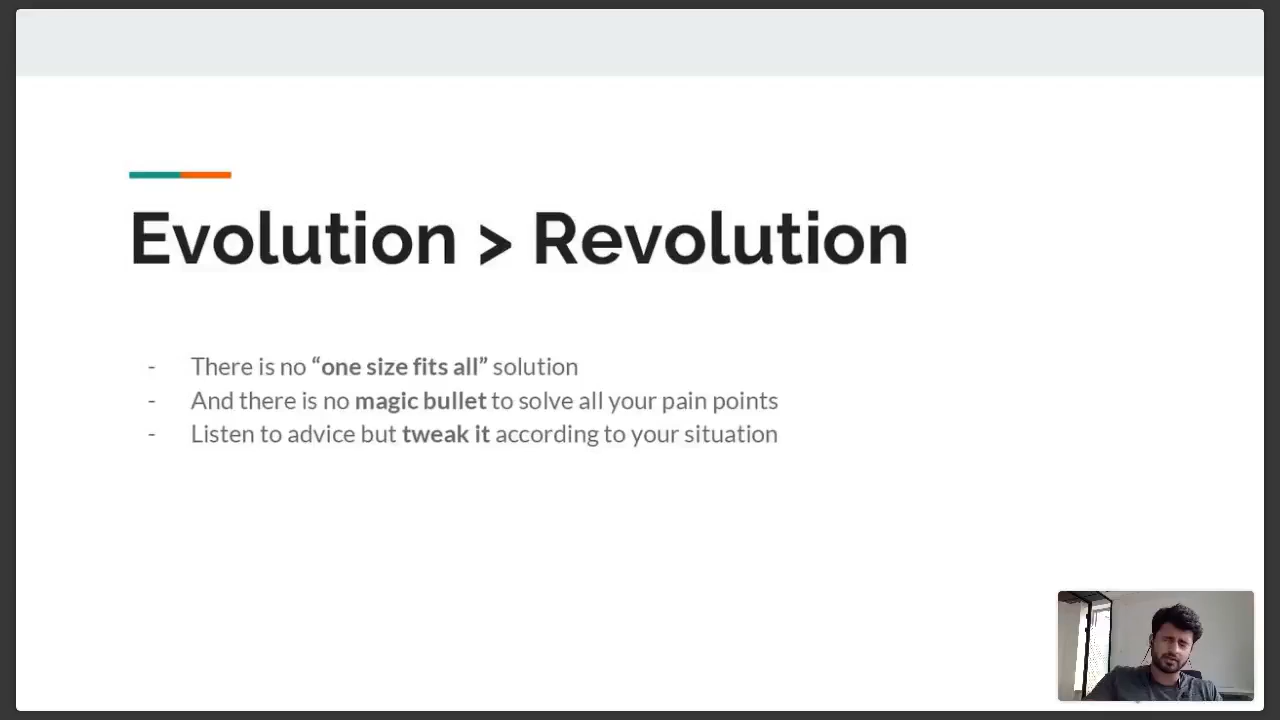 Evolution > Revolution
- There is no “one size fits all” solution
- And there is no magic bullet to solve all your pain points
- Listen to advice but tweak it according to your situation